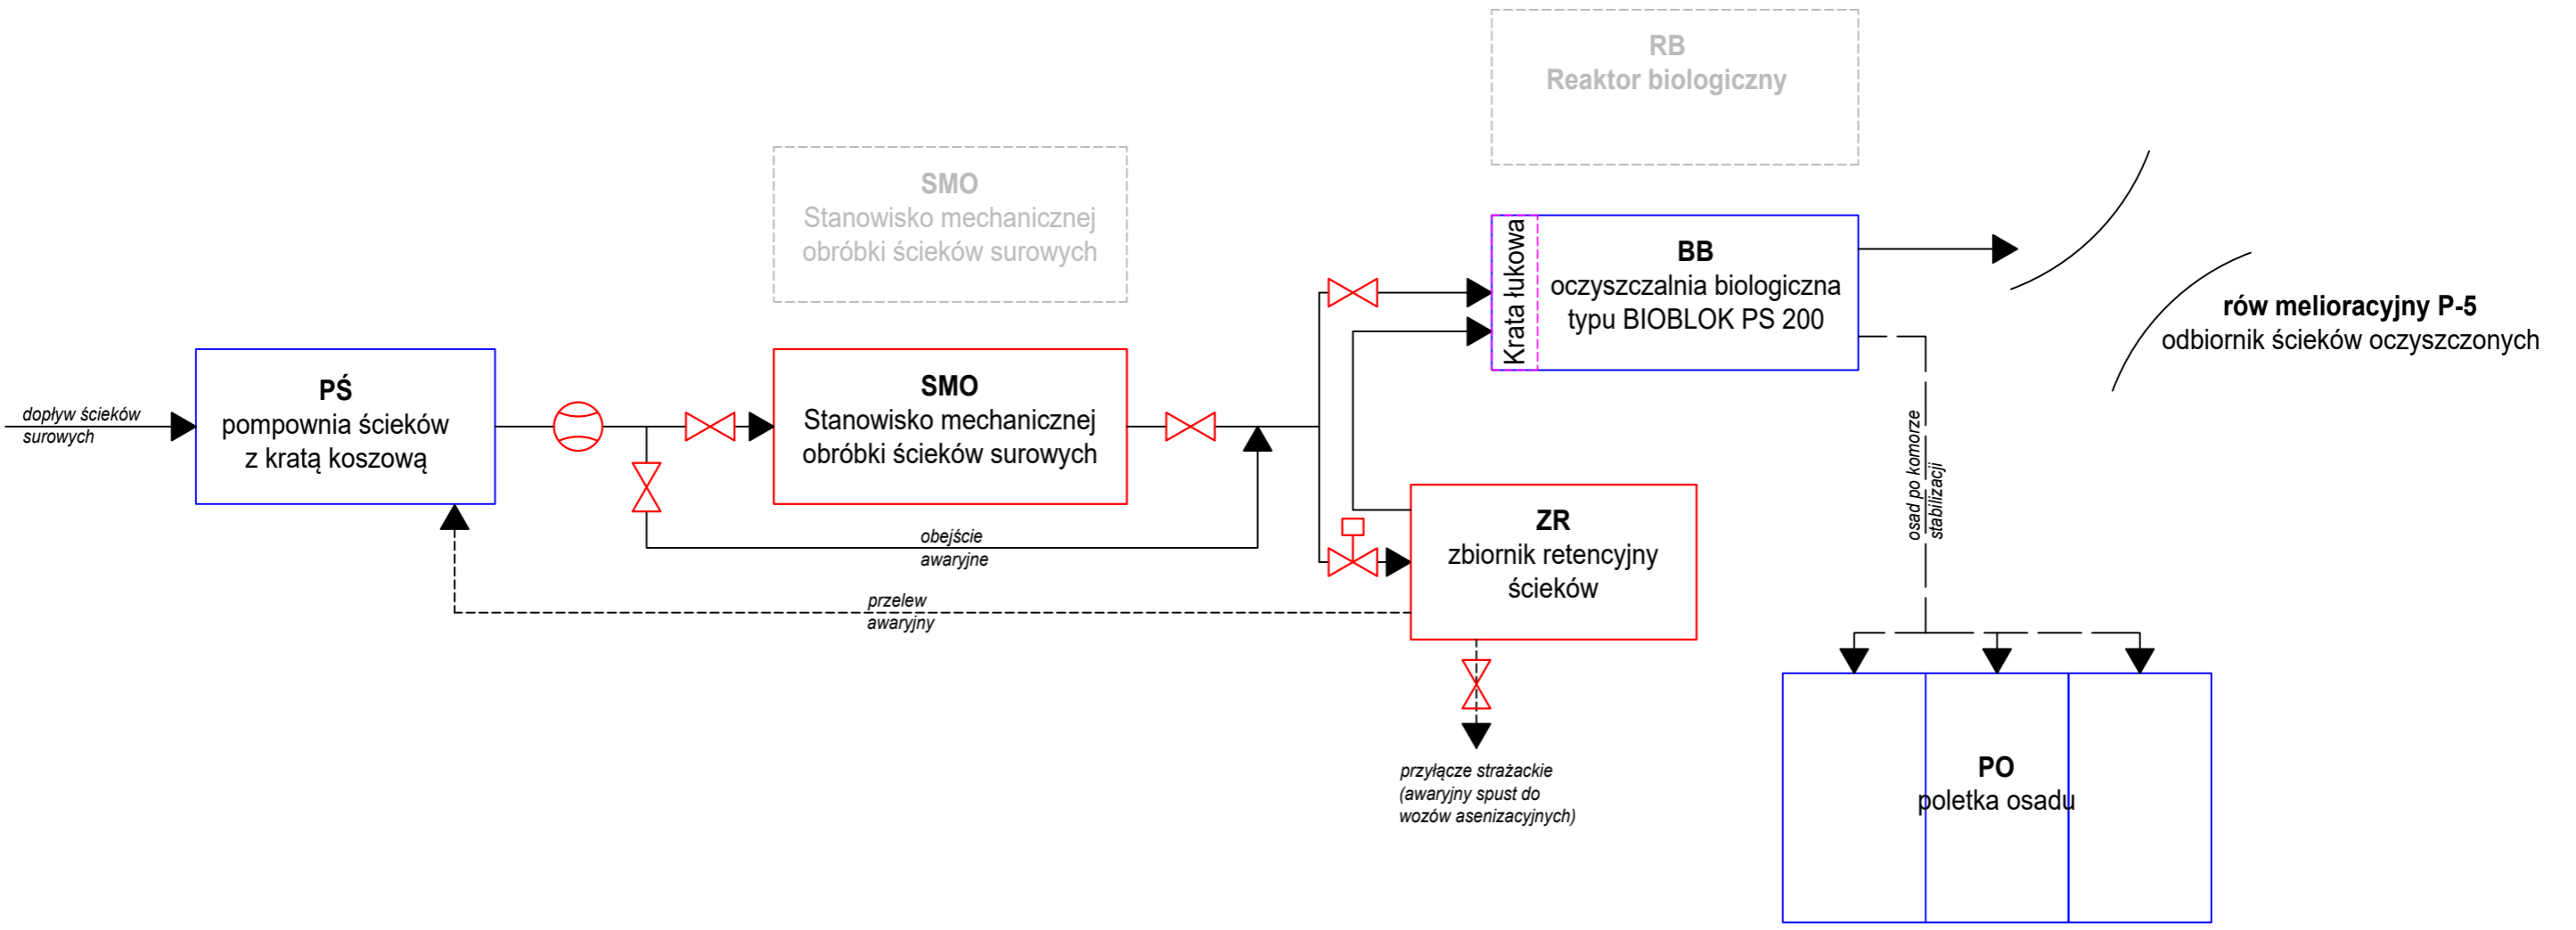 RB
Reaktor biologiczny
SMO
Stanowisko mechanicznej
obróbki ścieków surowych
Krata łukowa
BB
oczyszczalnia biologiczna
typu BIOBLOK PS 200
rów melioracyjny P-5
odbiornik ścieków oczyszczonych
dopływ ścieków
surowych
PŚ
pompownia ścieków
z kratą koszową
SMO
Stanowisko mechanicznej
obróbki ścieków surowych
obejście
awaryjne
przelew
awaryjny
ZR
zbiornik retencyjny
ścieków
osad po komorze
stabilizacji
przyłącze strażackie
(awaryjny spust do
wozów asenizacyjnych)
PO
poletka osadu